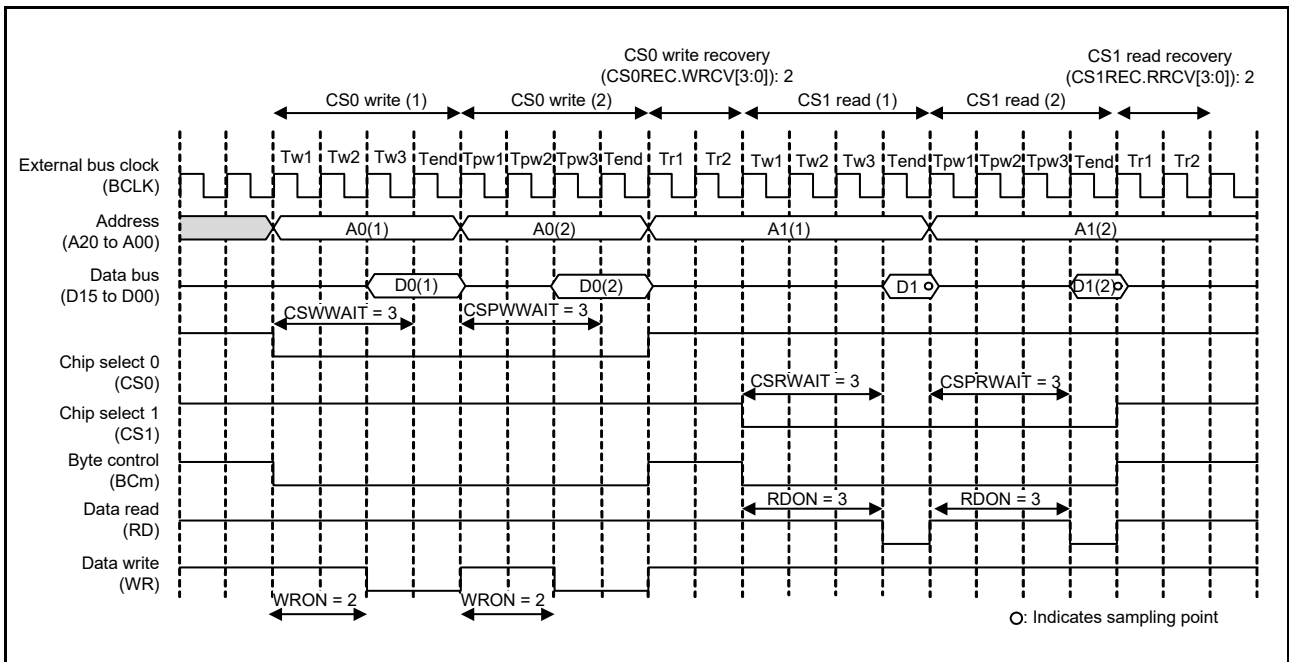 CS0 write recovery
(CS0REC.WRCV[3:0]): 2
CS1 read recovery
(CS1REC.RRCV[3:0]): 2
CS0 write (1) CS0 write (2) CS1 read (1) CS1 read (2)
External bus clock
(BCLK)
Tw1 Tw2 Tw3 Tend Tpw1 Tpw2 Tpw3 Tend Tr1 Tr2 Tw1 Tw2 Tw3 Tend Tpw1 Tpw2 Tpw3 Tend Tr1 Tr2
Address
(A20 to A00)
A0(1) A0(2) A1(1) A1(2)
Data bus
(D15 to D00)
D0(1) D0(2) D1 D1(2)
CSWWAIT = 3 CSPWWAIT = 3
Chip select 0
(CS0)
CSRWAIT = 3 CSPRWAIT = 3
Chip select 1
(CS1)
Byte control
(BCm)
RDON = 3 RDON = 3
Data read
(RD)
Data write
(WR)
WRON = 2 WRON = 2
O: Indicates sampling point